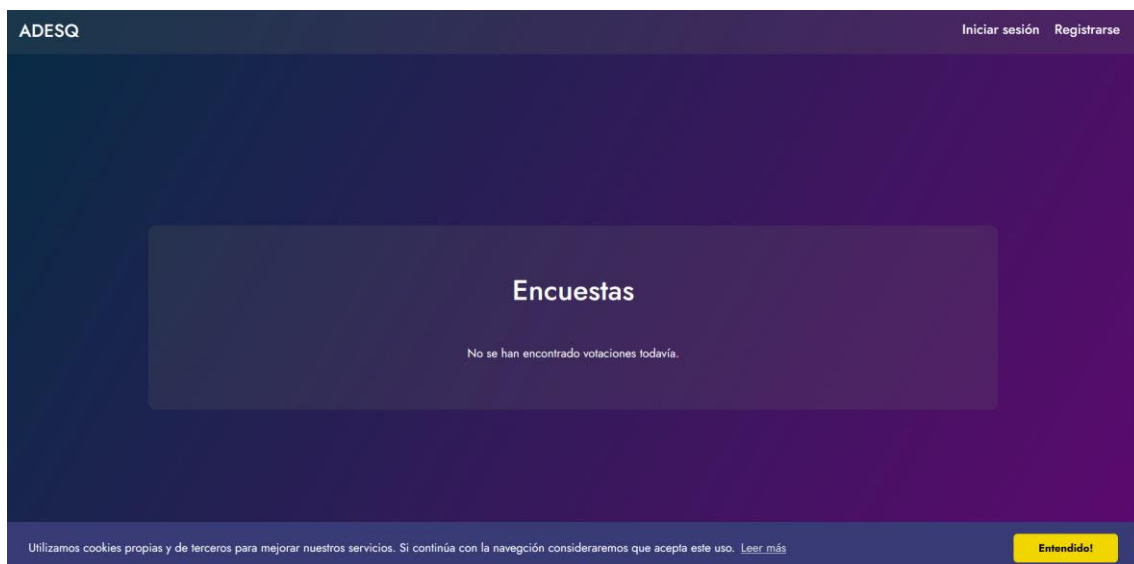 ADESQ
Iniciar sesión Registrarse
Encuestas
No se han encontrado votaciones todavía.
Utilizamos cookies propias y de terceros para mejorar nuestros servicios. Si continúa con la navegción consideraremos que acepta este uso. Leer más
Entendido!